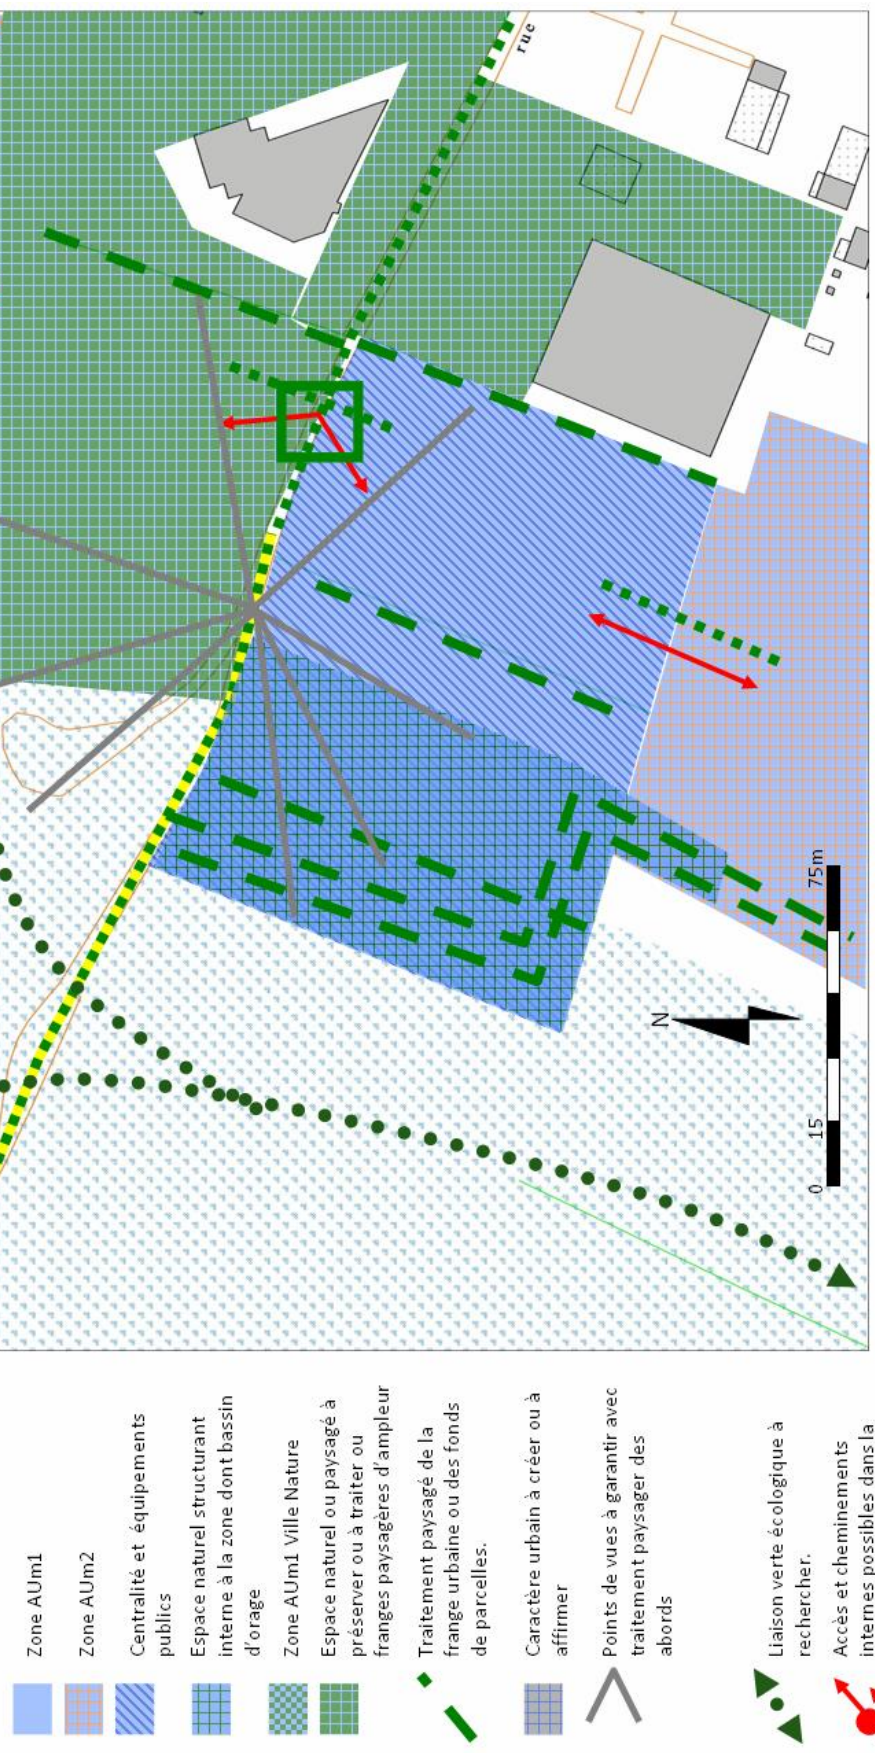 rue
N
0
15
75m
Zone AUm1
Zone AUm2
Centralité et équipements
publics
Espace naturel structurant
interne à la zone dont bassin
d'orage
Zone AUm1 Ville Nature
Espace naturel ou paysagé à
préserver ou à traiter ou
franges paysagères d'ampleur
Traitement paysagé de la
frange urbaine ou des fonds
de parcelles.
Caractère urbain à créer ou à
affirmer
Points de vues à garantir avec
traitement paysager des
abords
Liaison verte écologique à
rechercher.
Accès et cheminements
internes possibles dans la